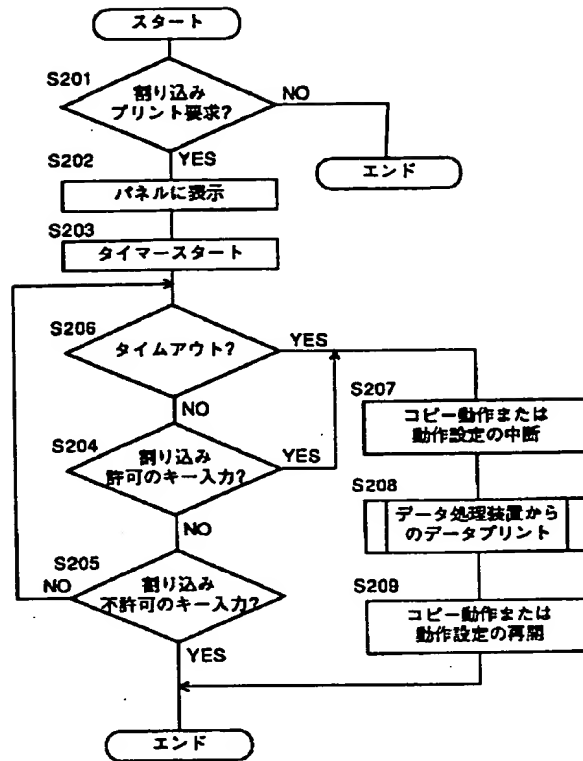 スタート
S201
割り込み
プリント要求?
NO
YES
エンド
S202
パネルに表示
S203
タイマースタート
S206
タイムアウト?
YES
NO
S204
割り込み
許可のキー入力?
YES
NO
S205
割り込み
不許可のキー入力?
NO
YES
S207
コピー動作または
動作設定の中断
S208
データ処理装置から
のデータプリント
S209
コピー動作または
動作設定の再開
エンド